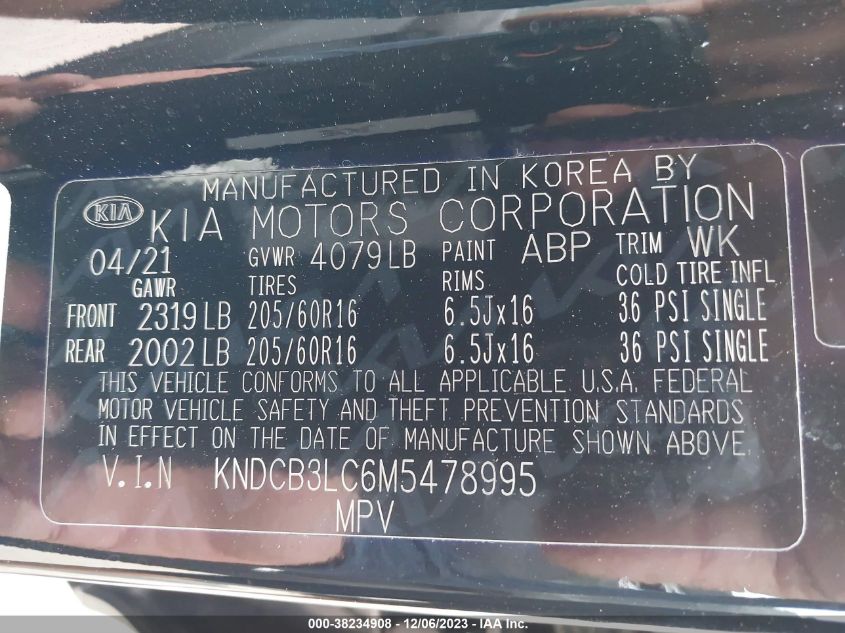 MANUFACTURED IN KOREA BY
KIA KIA MOTORS CORPORATION
04/21 GVWR 4079LB PAINT ABP TRIM WK
GAWR TIRES RIMS COLD TIRE INFL
FRONT 2319LB 205/60R16 6.5Jx16 36 PSI SINGLE
REAR 2002LB 205/60R16 6.5Jx16 36 PSI SINGLE
THIS VEHICLE CONFORMS TO ALL APPLICABLE U.S.A. FEDERAL
MOTOR VEHICLE SAFETY AND THEFT PREVENTION STANDARDS
IN EFFECT ON THE DATE OF MANUFACTURE SHOWN ABOVE.
V.I.N KNDCB3LC6M5478995
MPV
000-38234908 - 12/06/2023 - © IAA Inc.